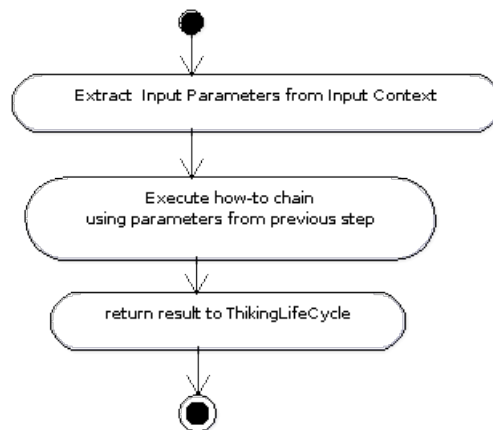 Extract Input Parameters from Input Context
Execute how-to chain
using parameters from previous step
return result to ThikingLifeCycle